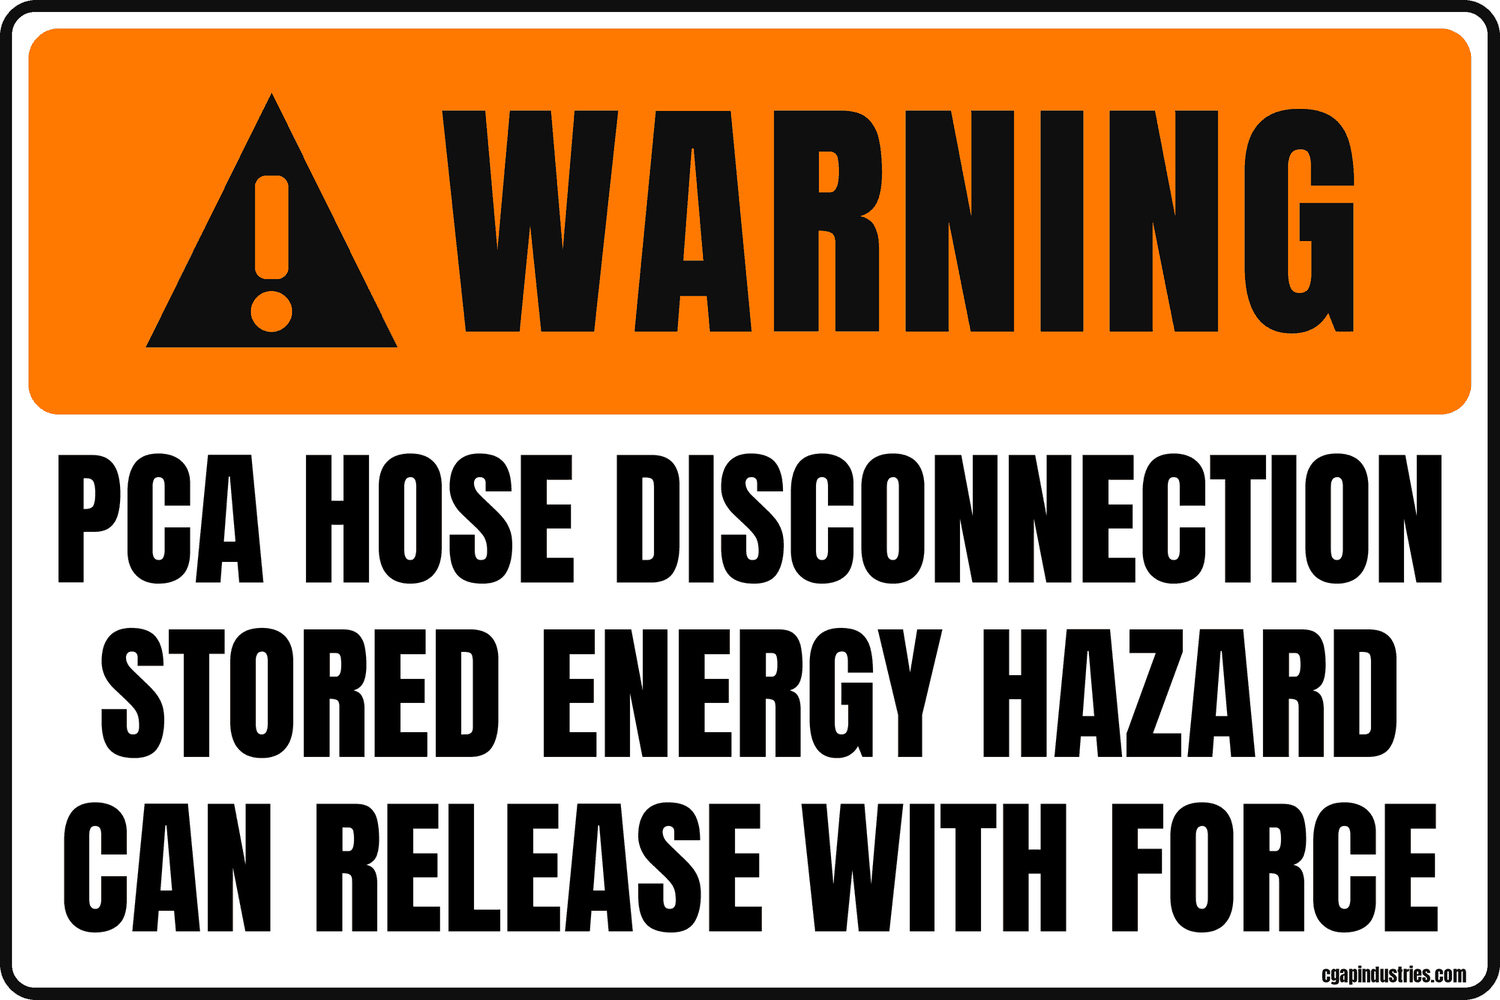 WARNING
PCA HOSE DISCONNECTION
STORED ENERGY HAZARD
CAN RELEASE WITH FORCE
cgapindustries.com